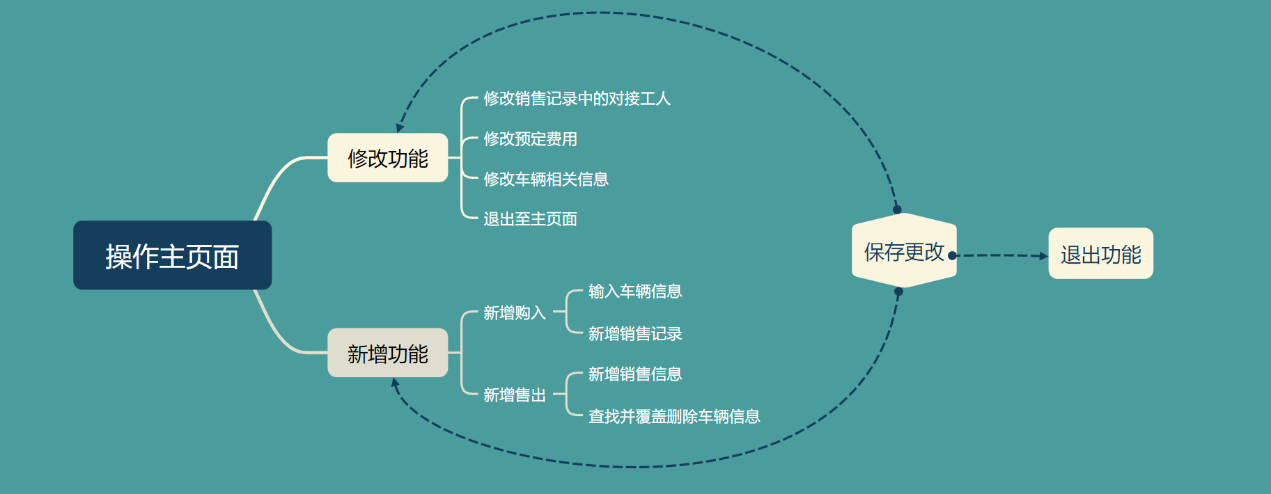 操作主页面
修改功能
修改销售记录中的对接工人
修改预定费用
修改车辆相关信息
退出至主页面
新增功能
新增购入
输入车辆信息
新增销售记录
新增售出
新增销售信息
查找并覆盖删除车辆信息
保存更改
退出功能